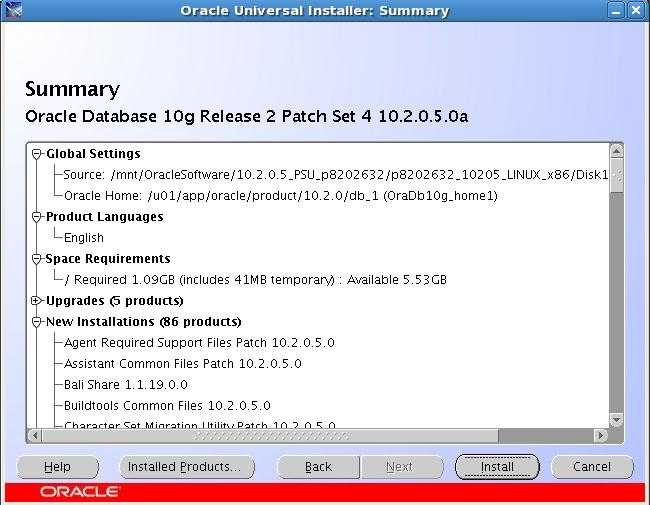 Oracle Universal Installer: Summary
Summary
Oracle Database 10g Release 2 Patch Set 4 10.2.0.5.0a
Global Settings
Source: /mnt/OracleSoftware/10.2.0.5_PSU_p8202632/p8202632_10205_LINUX_x86/Disk1
Oracle Home: /u01/app/oracle/product/10.2.0/db_1 (OraDb10g_home1)
Product Languages
English
Space Requirements
/ Required 1.09GB (includes 41MB temporary) : Available 5.53GB
Upgrades (5 products)
New Installations (86 products)
Agent Required Support Files Patch 10.2.0.5.0
Assistant Common Files Patch 10.2.0.5.0
Bali Share 1.1.19.0.0
Buildtools Common Files 10.2.0.5.0
Character Set Migration Utility Patch 10.2.0.5.0
Help Installed Products... Back Next Install Cancel
ORACLE